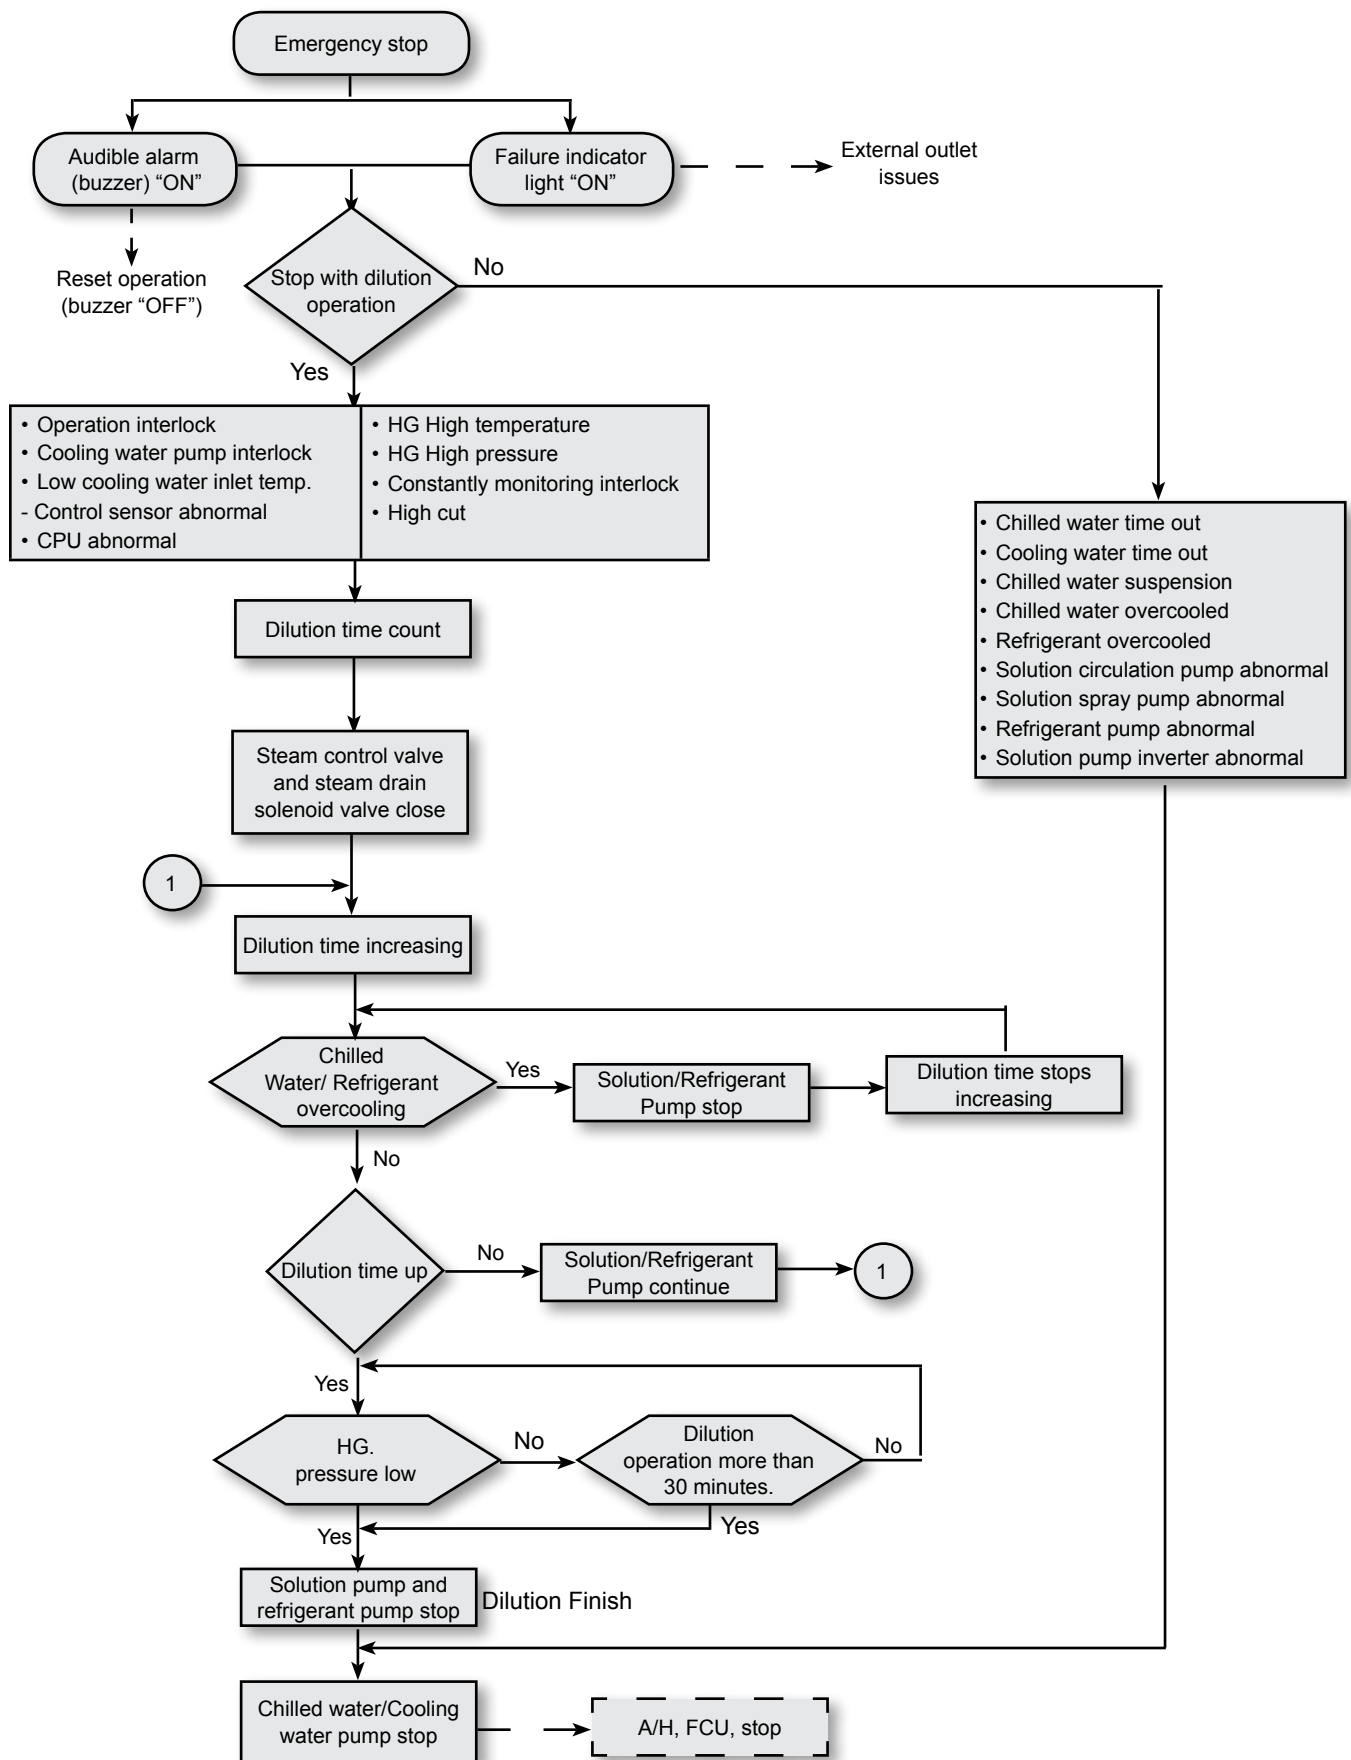 Emergency stop
Audible alarm
(buzzer) “ON”
Failure indicator
light “ON”
External outlet
issues
Reset operation
(buzzer “OFF”)
Stop with dilution
operation
No
Yes
• Operation interlock
• Cooling water pump interlock
• Low cooling water inlet temp.
- Control sensor abnormal
• CPU abnormal
• HG High temperature
• HG High pressure
• Constantly monitoring interlock
• High cut
• Chilled water time out
• Cooling water time out
• Chilled water suspension
• Chilled water overcooled
• Refrigerant overcooled
• Solution circulation pump abnormal
• Solution spray pump abnormal
• Refrigerant pump abnormal
• Solution pump inverter abnormal
Dilution time count
Steam control valve
and steam drain
solenoid valve close
1
Dilution time increasing
Chilled
Water/ Refrigerant
overcooling
Yes
Solution/Refrigerant
Pump stop
Dilution time stops
increasing
No
Dilution time up
No
Solution/Refrigerant
Pump continue
1
Yes
HG.
pressure low
No
Dilution
operation more than
30 minutes.
No
Yes
Yes
Solution pump and
refrigerant pump stop
Dilution Finish
Chilled water/Cooling
water pump stop
A/H, FCU, stop